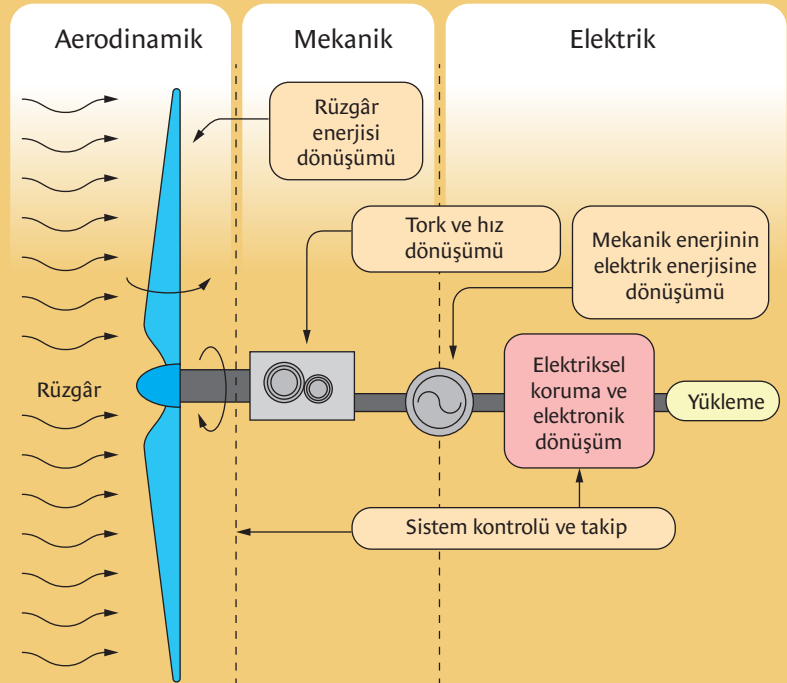 Aerodinamik
Mekanik
Elektrik
Rüzgâr
enerjisi
dönüşümü
Tork ve hız
dönüşümü
Mekanik enerjinin
elektrik enerjisine
dönüşümü
Rüzgâr
Elektriksel
koruma ve
elektronik
dönüşüm
Yükleme
Sistem kontrolü ve takip